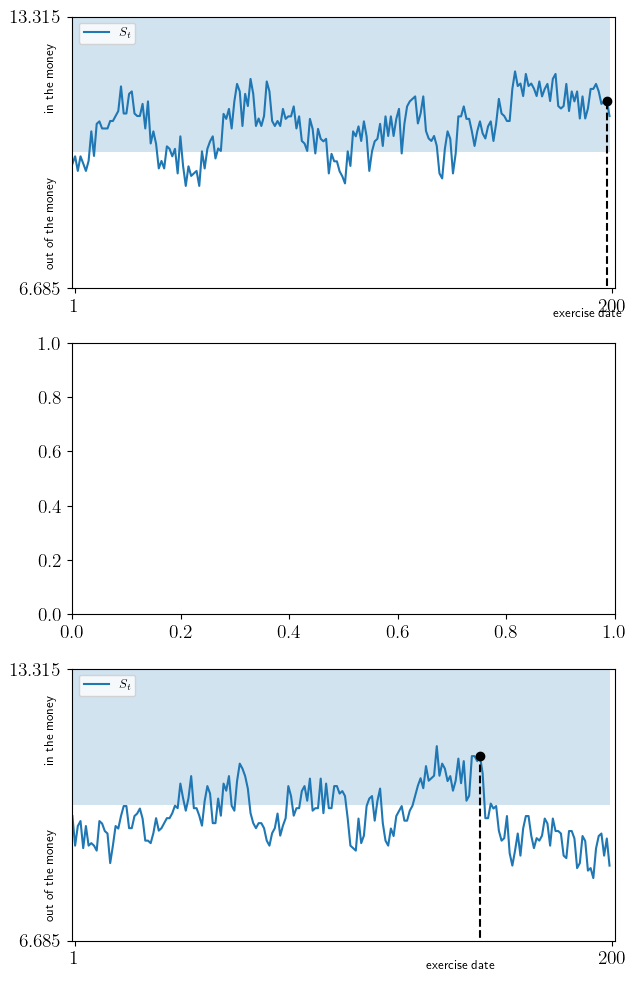 13.315
S_t
in the money
out of the money
6.685
1
200
exercise date
1.0
0.8
0.6
0.4
0.2
0.0
0.0
0.2
0.4
0.6
0.8
1.0
13.315
S_t
in the money
out of the money
6.685
1
200
exercise date